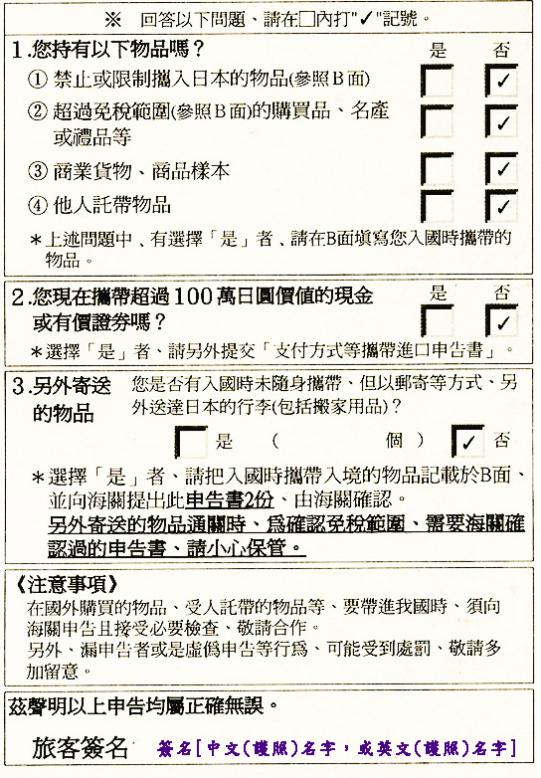 ※ 回答以下問題、請在□內打"✓"記號。
1.您持有以下物品嗎？ 是 否
① 禁止或限制攜入日本的物品(參照B面) ✓
② 超過免稅範圍(參照B面)的購買品、名產
或禮品等 ✓
③ 商業貨物、商品樣本 ✓
④ 他人託帶物品 ✓
＊上述問題中、有選擇「是」者、請在B面填寫您入國時攜帶的
物品。
2.您現在攜帶超過100萬日圓價值的現金 是 否
或有價證券嗎？ ✓
＊選擇「是」者、請另外提交「支付方式等攜帶進口申告書」。
3.另外寄送 您是否有入國時未隨身攜帶、但以郵寄等方式、另
的物品 外送達日本的行李(包括搬家用品)？
是 （ 個 ） ✓ 否
＊選擇「是」者、請把入國時攜帶入境的物品記載於B面、
並向海關提出此申告書2份、由海關確認。
另外寄送的物品通關時、爲確認免稅範圍、需要海關確
認過的申告書、請小心保管。
《注意事項》
在國外購買的物品、受人託帶的物品等、要帶進我國時、須向
海關申告且接受必要檢查、敬請合作。
另外、漏申告者或是虛僞申告等行爲、可能受到處罰、敬請多
加留意。
茲聲明以上申告均屬正確無誤。
旅客簽名 簽名[中文(護照)名字，或英文(護照)名字]